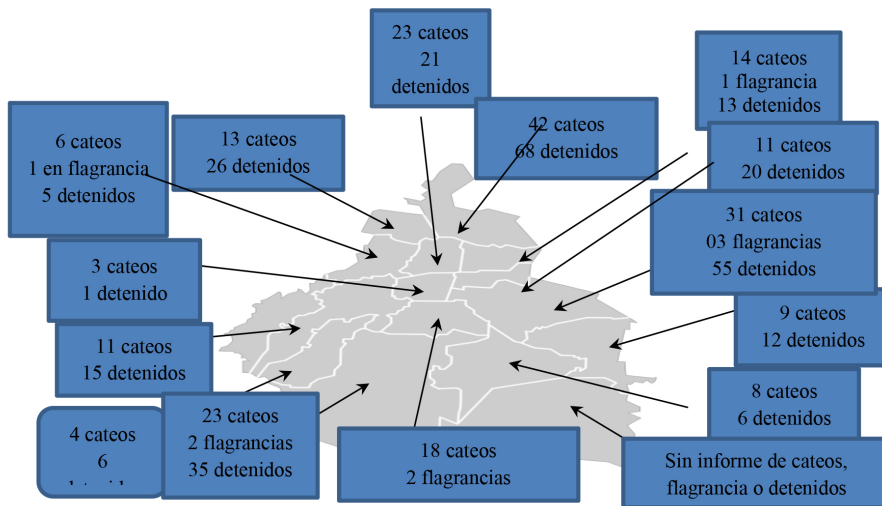 23 cateos
21
detenidos
14 cateos
1 flagrancia
13 detenidos
6 cateos
1 en flagrancia
5 detenidos
13 cateos
26 detenidos
42 cateos
68 detenidos
11 cateos
20 detenidos
31 cateos
03 flagrancias
55 detenidos
3 cateos
1 detenido
9 cateos
12 detenidos
11 cateos
15 detenidos
8 cateos
6 detenidos
4 cateos
6
23 cateos
2 flagrancias
35 detenidos
18 cateos
2 flagrancias
Sin informe de cateos,
flagrancia o detenidos